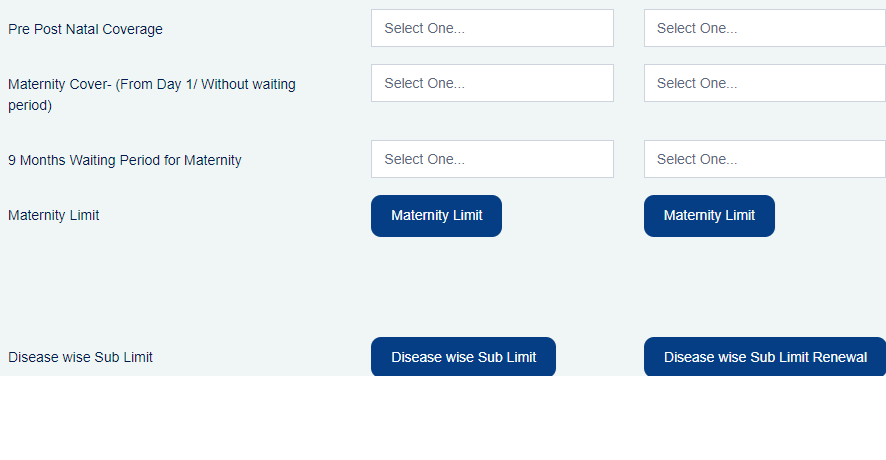 Pre Post Natal Coverage Select One... Select One...
Maternity Cover- (From Day 1/ Without waiting Select One... Select One...
period)
9 Months Waiting Period for Maternity Select One... Select One...
Maternity Limit Maternity Limit Maternity Limit
Disease wise Sub Limit Disease wise Sub Limit Disease wise Sub Limit Renewal